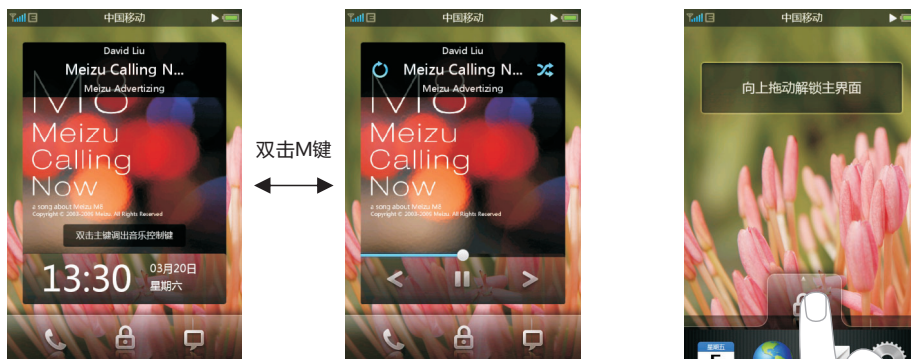 中国移动
David Liu
Meizu Calling N...
Meizu Advertizing
M8
Meizu
Calling
Now
a song about Meizu M8
Copyright © 2003-2005 Meizu. All Rights Reserved
双击主键调出音乐控制键
13:30
03月20日
星期六
双击M键
中国移动
David Liu
Meizu Calling N...
Meizu Advertizing
M8
Meizu
Calling
Now
a song about Meizu M8
Copyright © 2003-2005 Meizu. All Rights Reserved
中国移动
向上拖动解锁主界面
星期五
5